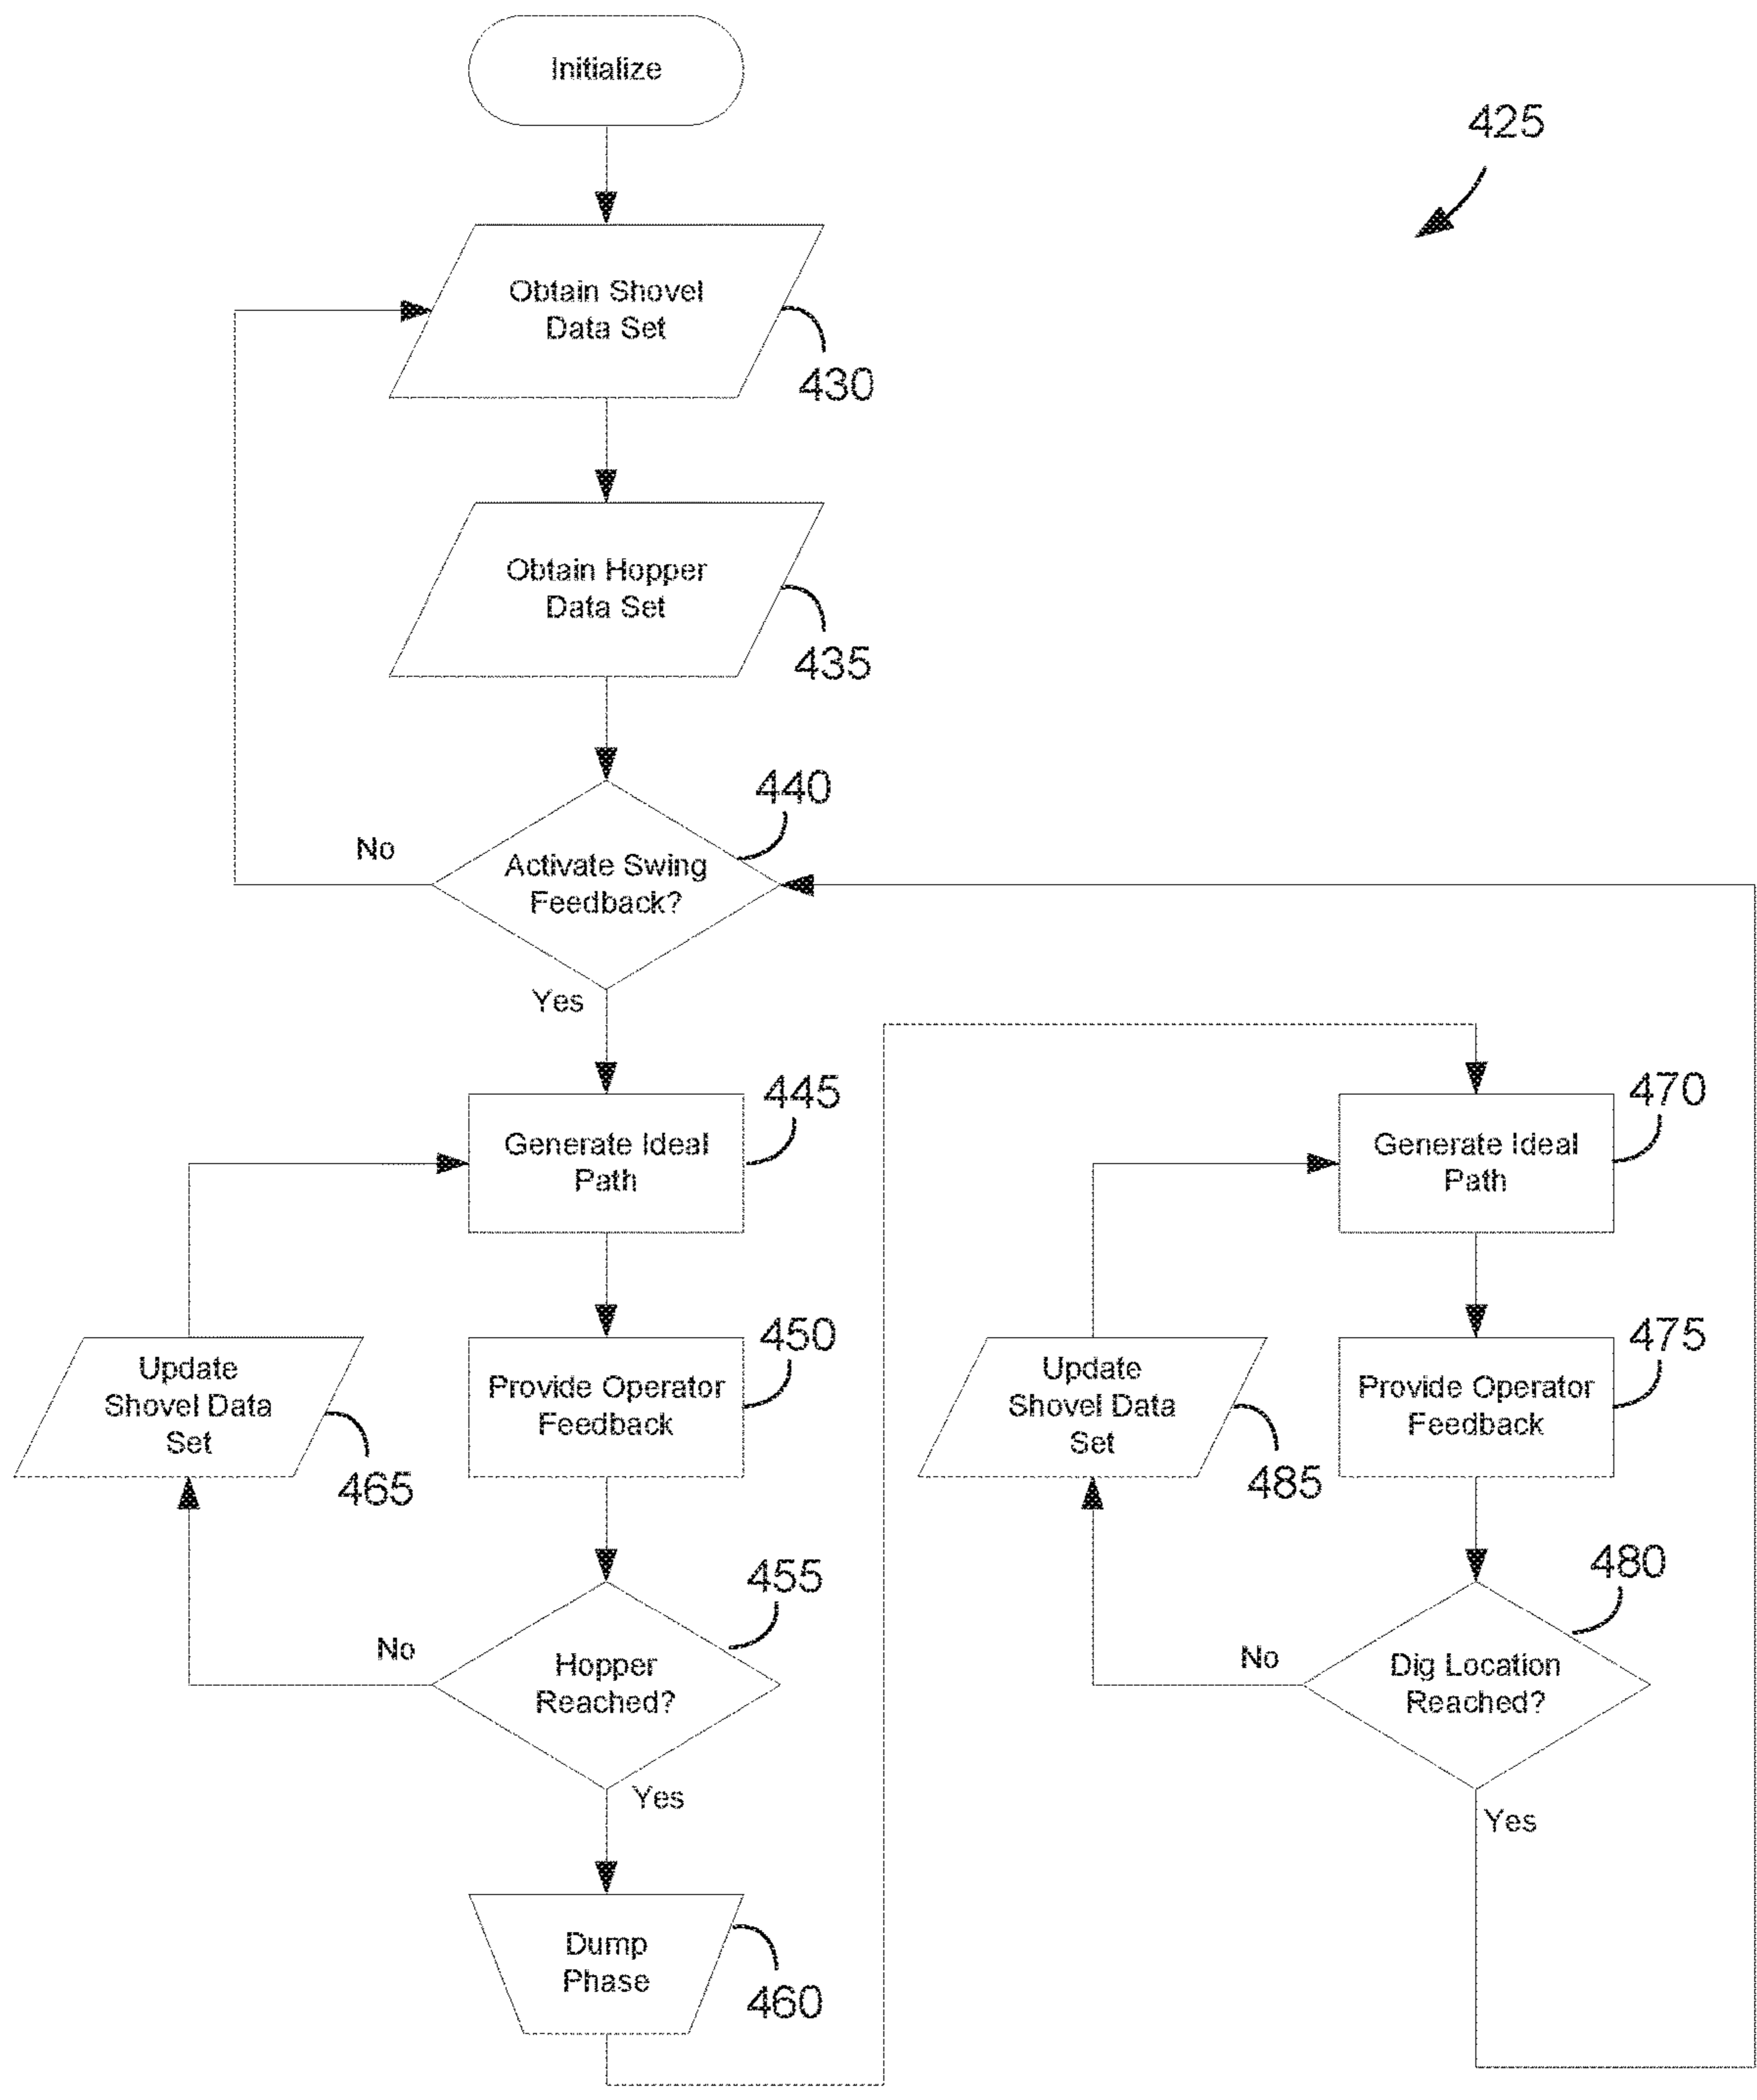 Initialize
425
Obtain Shovel
Data Set
430
Obtain Hopper
Data Set
435
440
No
Activate Swing
Feedback?
Yes
445
Generate Ideal
Path
450
Update
Shovel Data
Set
465
Provide Operator
Feedback
455
No
Hopper
Reached?
Yes
Dump
Phase
460
470
Generate Ideal
Path
475
Update
Shovel Data
Set
485
Provide Operator
Feedback
480
No
Dig Location
Reached?
Yes